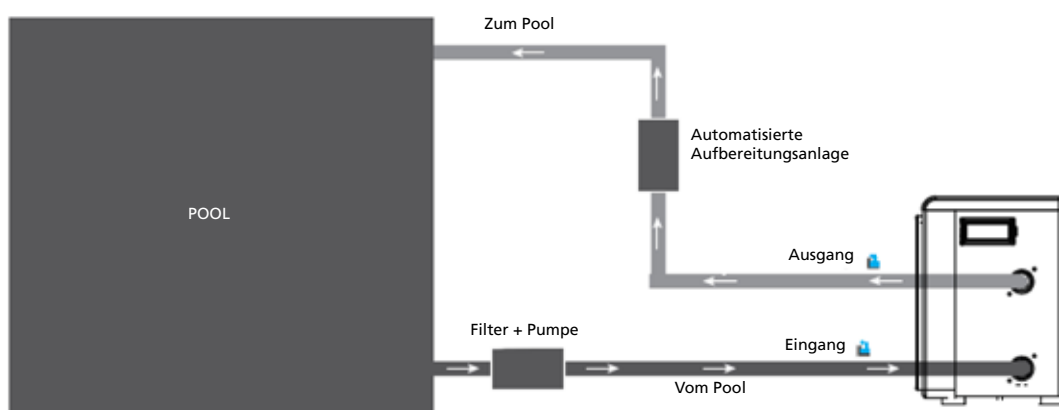 Zum Pool
Automatisierte
Aufbereitungsanlage
POOL
Ausgang
Filter + Pumpe
Eingang
Vom Pool